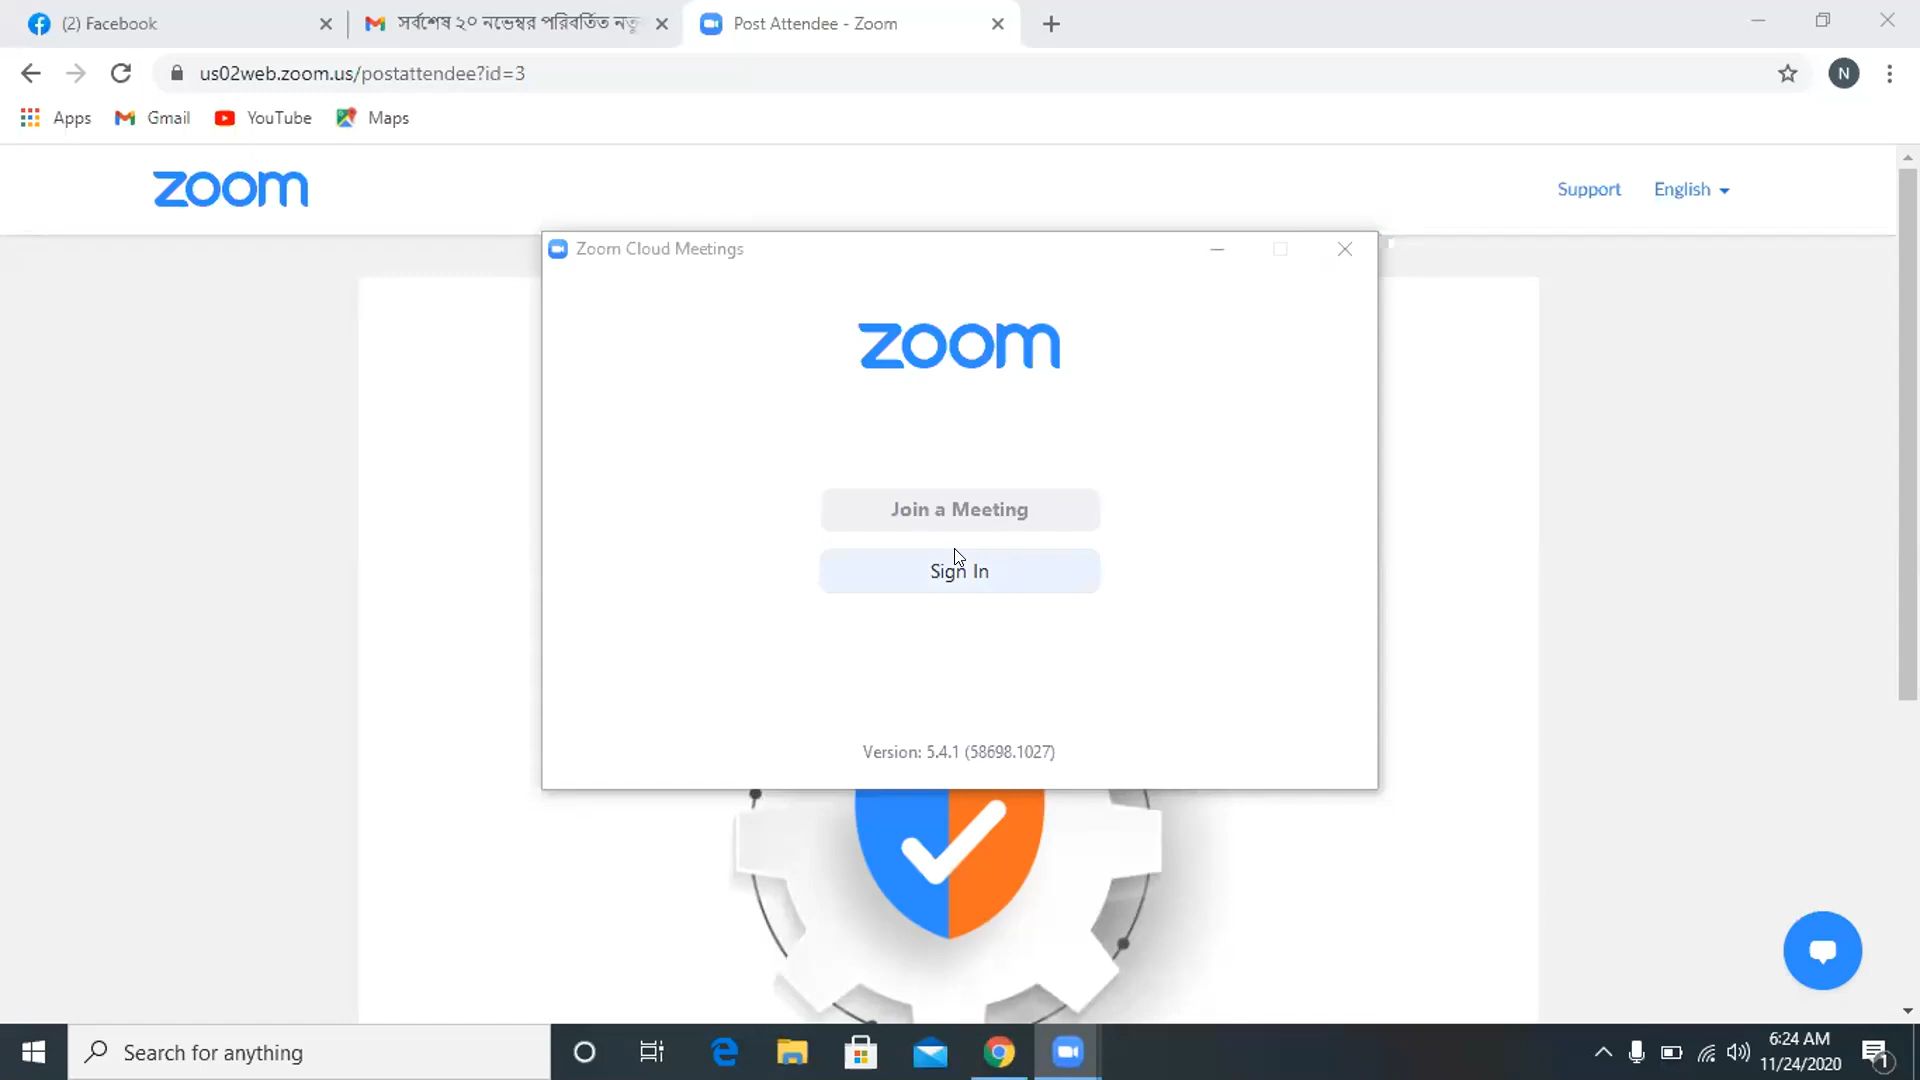 (2) Facebook
সর্বশেষ ২০ নভেম্বর পরিবর্তিত নতু
Post Attendee - Zoom
us02web.zoom.us/postattendee?id=3
N
Apps
Gmail
YouTube
Maps
zoom
Support
English
Zoom Cloud Meetings
zoom
Join a Meeting
Sign In
Version: 5.4.1 (58698.1027)
Search for anything
6:24 AM
11/24/2020
1